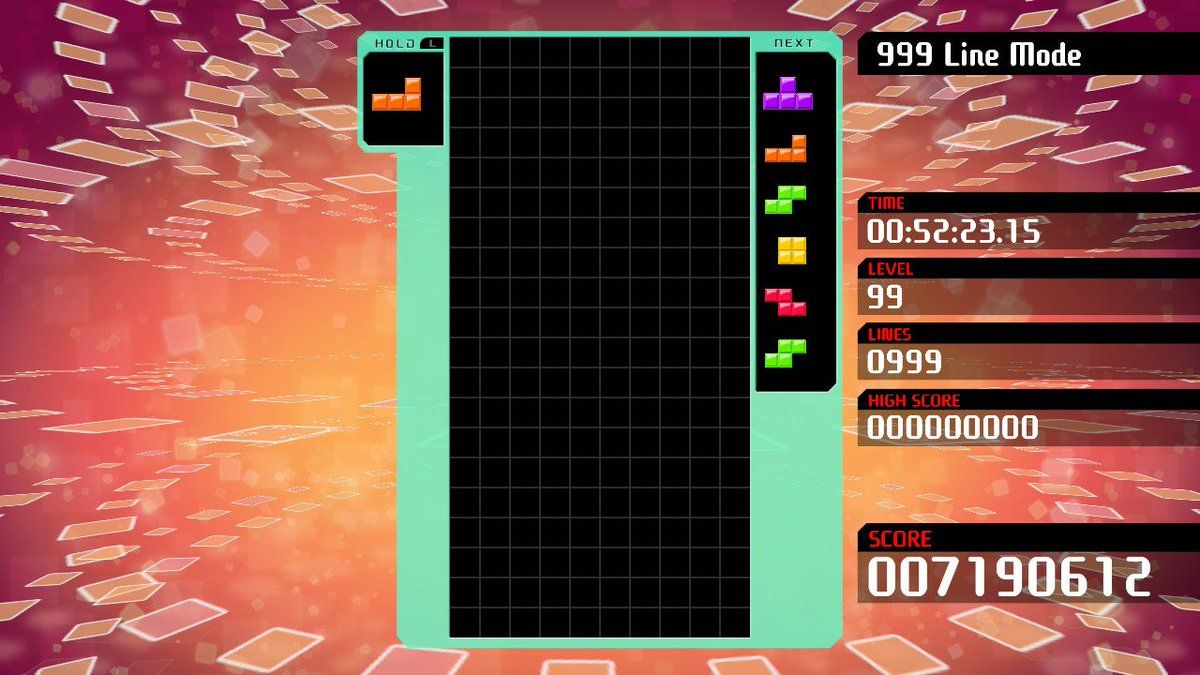 HOLD L
NEXT
999 Line Mode
TIME
00:52:23.15
LEVEL
99
LINES
0999
HIGH SCORE
000000000
SCORE
007190612